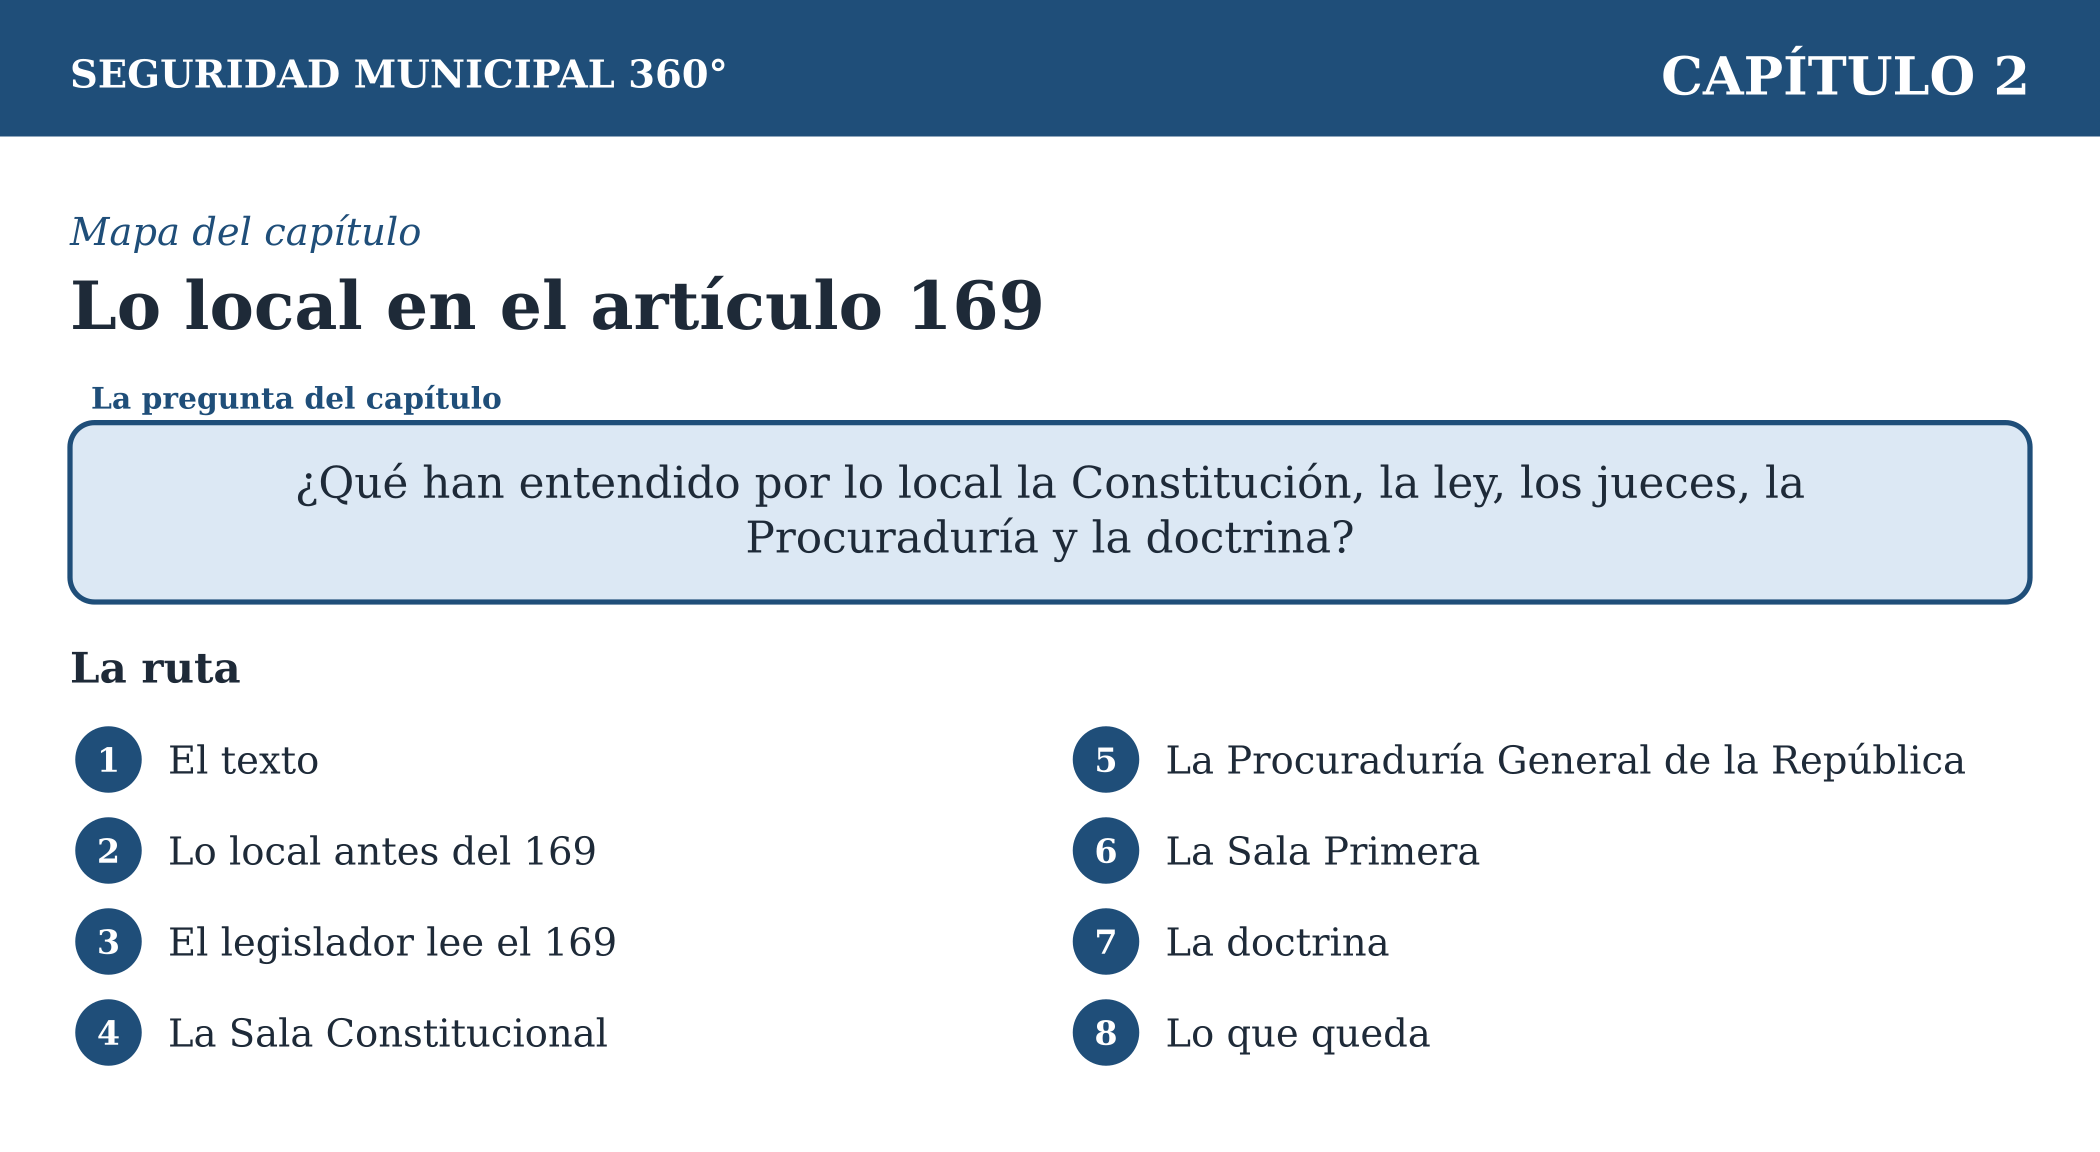 SEGURIDAD MUNICIPAL 360°
CAPÍTULO 2
Mapa del capítulo
Lo local en el artículo 169
La pregunta del capítulo
¿Qué han entendido por lo local la Constitución, la ley, los jueces, la
Procuraduría y la doctrina?
La ruta
1 El texto
2 Lo local antes del 169
3 El legislador lee el 169
4 La Sala Constitucional
5 La Procuraduría General de la República
6 La Sala Primera
7 La doctrina
8 Lo que queda